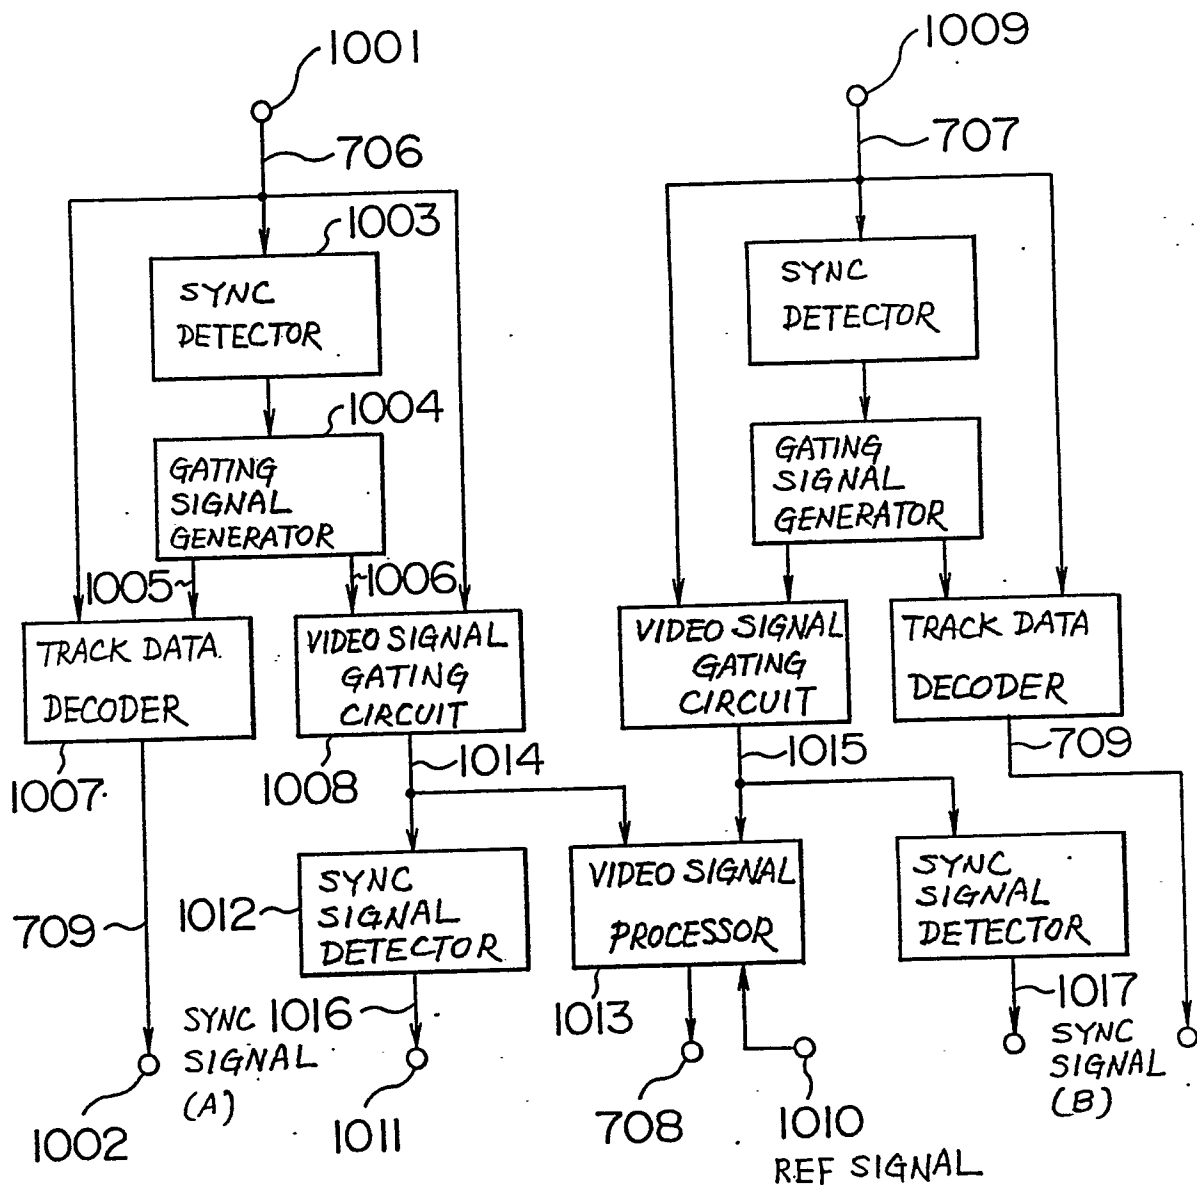 1001
1009
706
707
1003
SYNC
DETECTOR
SYNC
DETECTOR
1004
GATING
SIGNAL
GENERATOR
GATING
SIGNAL
GENERATOR
1005
1006
TRACK DATA.
DECODER
VIDEO SIGNAL
GATING
CIRCUIT
VIDEO SIGNAL
GATING
CIRCUIT
TRACK DATA
DECODER
1007
1008
1014
1015
709
SYNC
SIGNAL
DETECTOR
VIDEO SIGNAL
PROCESSOR
SYNC
SIGNAL
DETECTOR
1012
709
1016
1013
1017
SYNC
SIGNAL
(A)
SYNC
SIGNAL
(B)
1002
1011
708
1010
REF SIGNAL